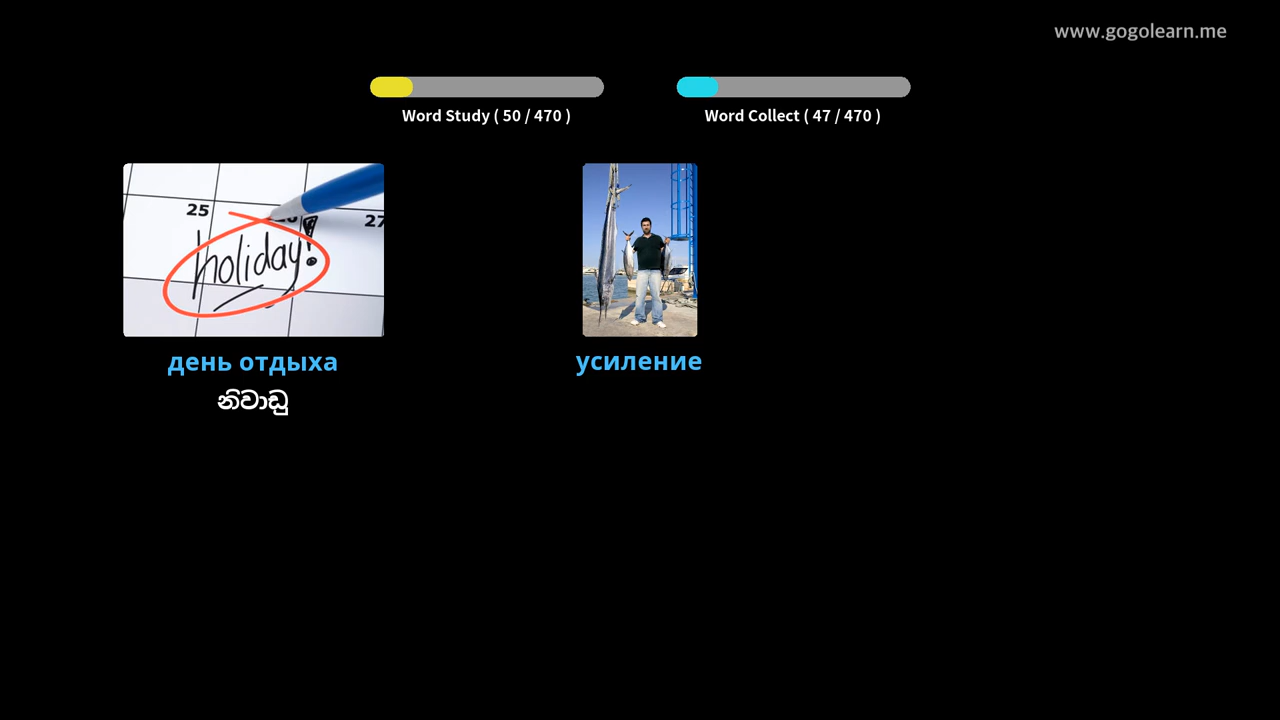 www.gogolearn.me
Word Study ( 50 / 470 )
Word Collect ( 47 / 470 )
25
27
holiday!
день отдыха
නිවාඩු
усиление